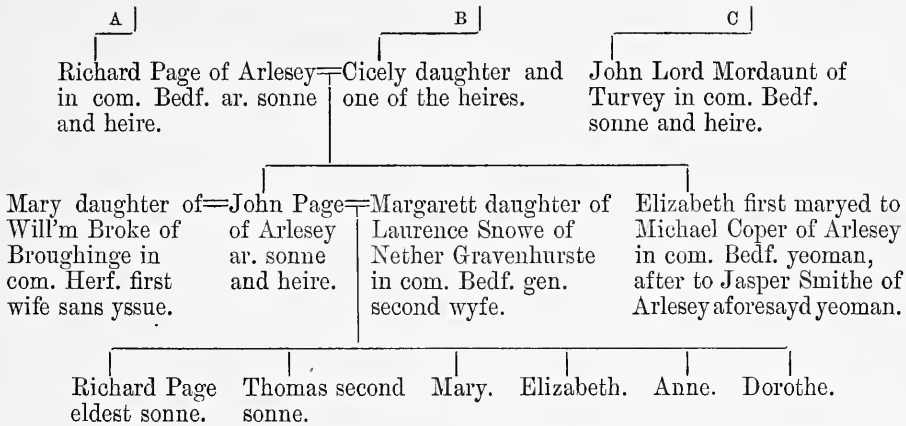 A B C
Richard Page of Arlesey=Cicely daughter and
in com. Bedf. ar. sonne one of the heires.
and heire.
John Lord Mordaunt of
Turvey in com. Bedf.
sonne and heire.
Mary daughter of=John Page=Margarett daughter of
Will'm Broke of
Broughinge in
com. Herf. first
wife sans yssue.
of Arlesey
ar. sonne
and heire.
Laurence Snowe of
Nether Gravenhurste
in com. Bedf. gen.
second wyfe.
Elizabeth first maryed to
Michael Coper of Arlesey
in com. Bedf. yeoman,
after to Jasper Smithe of
Arlesey aforesayd yeoman.
Richard Page
eldest sonne.
Thomas second
sonne.
Mary.
Elizabeth.
Anne.
Dorothe.